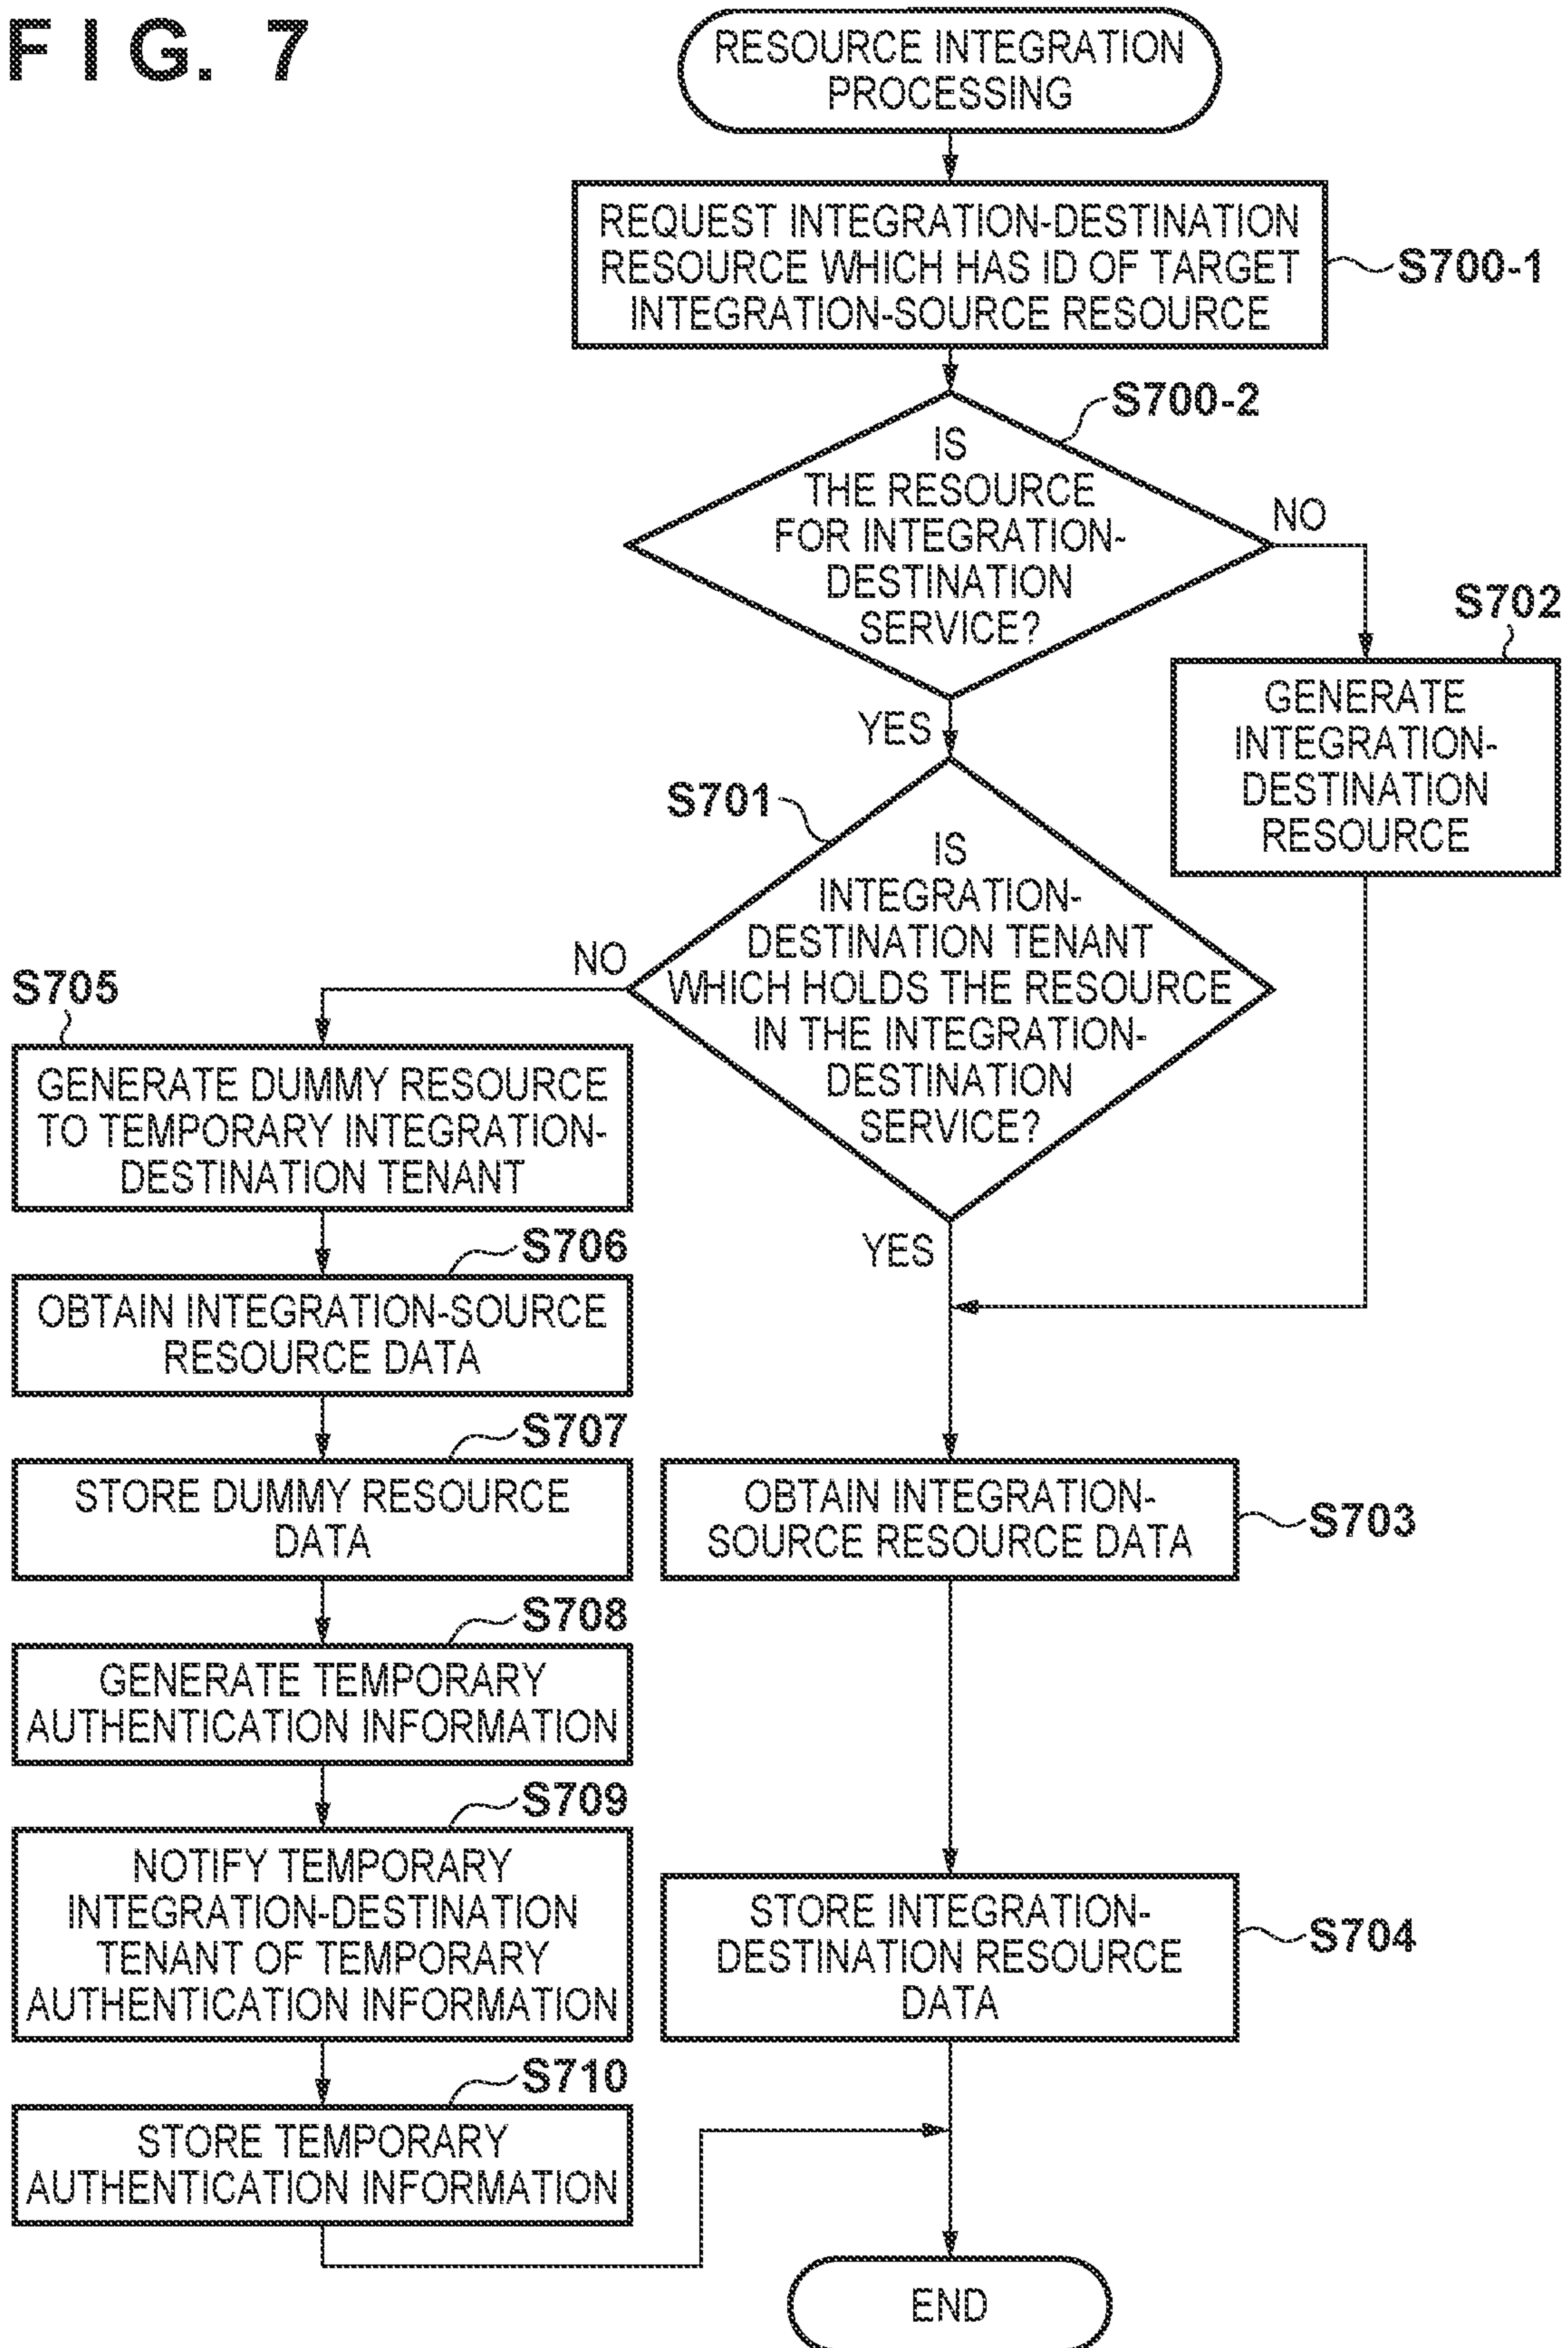 FIG. 7
RESOURCE INTEGRATION
PROCESSING
REQUEST INTEGRATION-DESTINATION
RESOURCE WHICH HAS ID OF TARGET
INTEGRATION-SOURCE RESOURCE
S700-1
S700-2
IS
THE RESOURCE
FOR INTEGRATION-
DESTINATION
SERVICE?
NO
YES
S702
GENERATE
INTEGRATION-
DESTINATION
RESOURCE
S701
IS
INTEGRATION-
DESTINATION TENANT
WHICH HOLDS THE RESOURCE
IN THE INTEGRATION-
DESTINATION
SERVICE?
NO
YES
S705
GENERATE DUMMY RESOURCE
TO TEMPORARY INTEGRATION-
DESTINATION TENANT
S706
OBTAIN INTEGRATION-SOURCE
RESOURCE DATA
S707
STORE DUMMY RESOURCE
DATA
S708
GENERATE TEMPORARY
AUTHENTICATION INFORMATION
S709
NOTIFY TEMPORARY
INTEGRATION-DESTINATION
TENANT OF TEMPORARY
AUTHENTICATION INFORMATION
S710
STORE TEMPORARY
AUTHENTICATION INFORMATION
OBTAIN INTEGRATION-
SOURCE RESOURCE DATA
S703
STORE INTEGRATION-
DESTINATION RESOURCE
DATA
S704
END